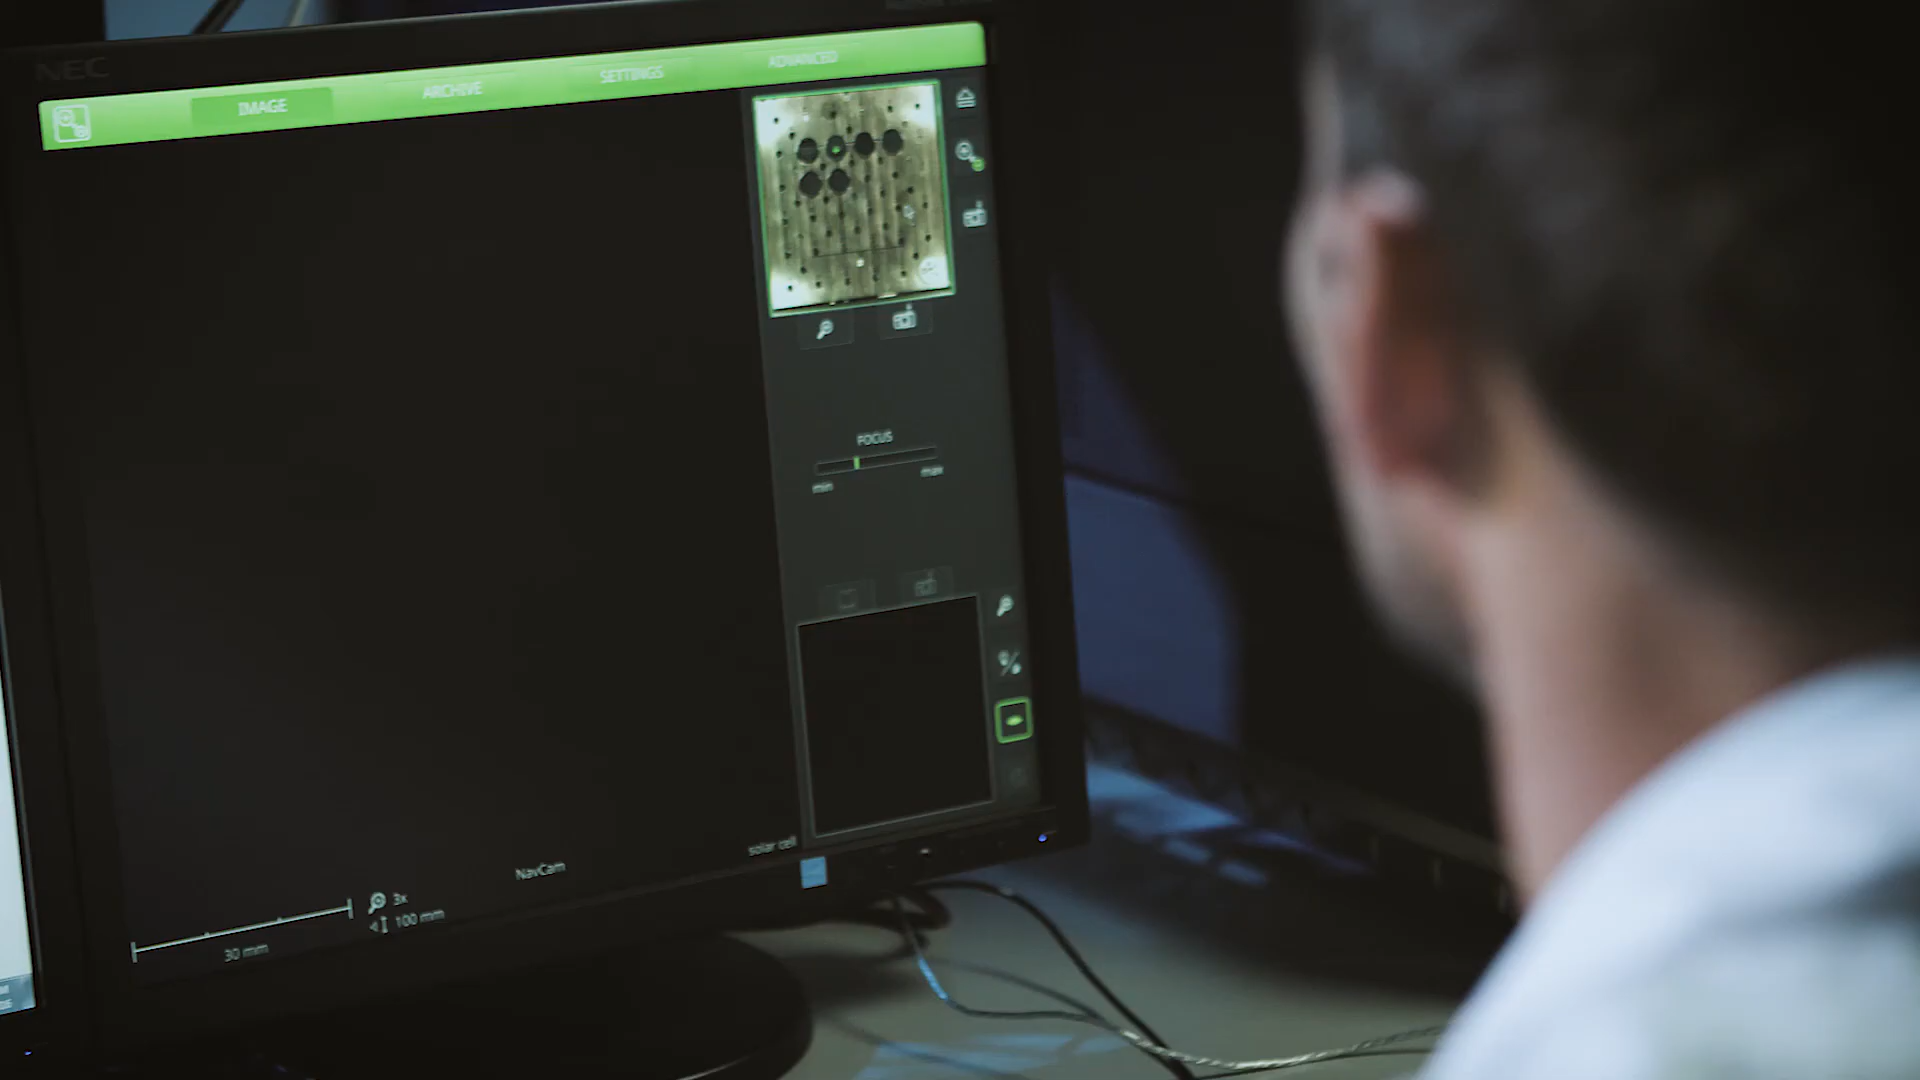 NEC
IMAGE
ARCHIVE
SETTINGS
ADVANCED
FOCUS
min
max
solar cell
NavCam
3x
100 mm
30 mm